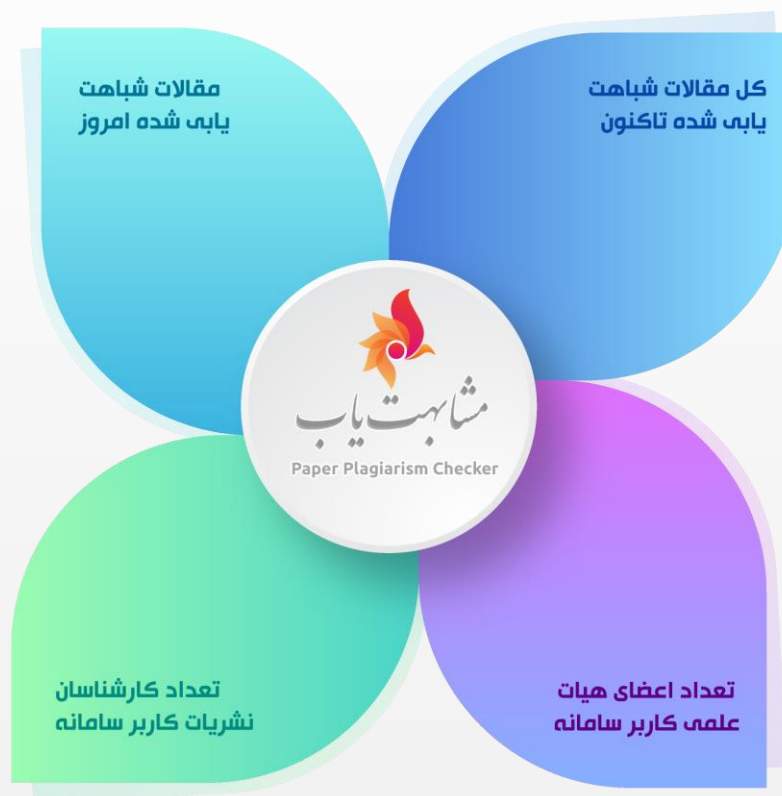 کل مقالات شباهت
یابی شده تاکنون
مقالات شباهت
یابی شده امروز
مشابهت یاب
Paper Plagiarism Checker
تعداد اعضای هیات
علمی کاربر سامانه
تعداد کارشناسان
نشریات کاربر سامانه